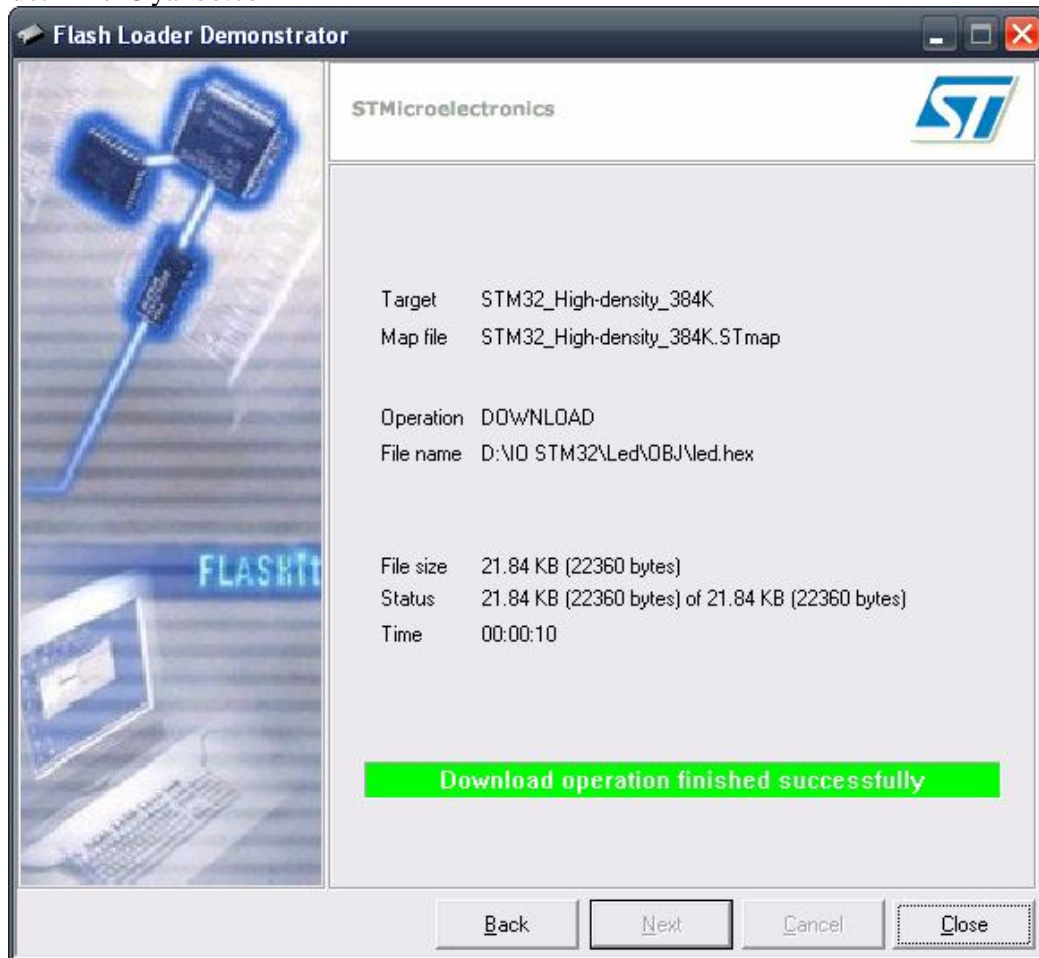 Flash Loader Demonstrator
STMicroelectronics
ST
Target STM32_High-density_384K
Map file STM32_High-density_384K.STmap
Operation DOWNLOAD
File name D:\IO STM32\Led\OBJ\led.hex
FLASHit
File size 21.84 KB (22360 bytes)
Status 21.84 KB (22360 bytes) of 21.84 KB (22360 bytes)
Time 00:00:10
Download operation finished successfully
Back Next Cancel Close